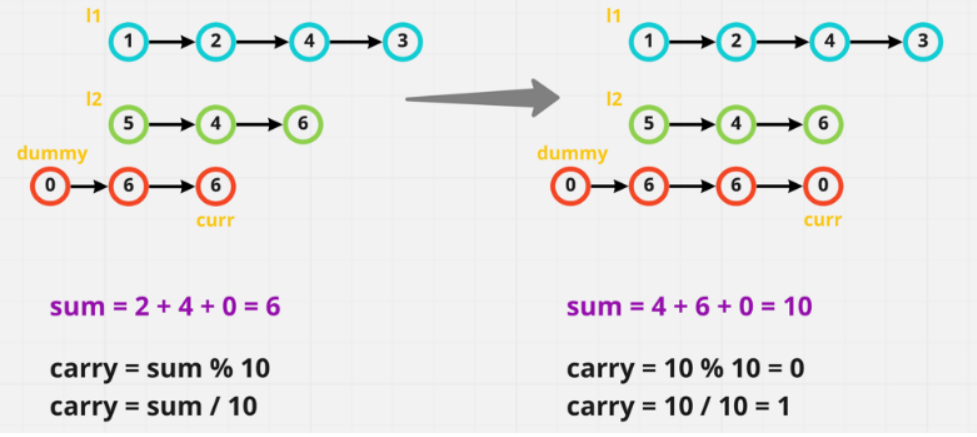 l1
1 2 4 3
l2
5 4 6
dummy
0 6 6
curr
sum = 2 + 4 + 0 = 6
carry = sum % 10
carry = sum / 10
l1
1 2 4 3
l2
5 4 6
dummy
0 6 6 0
curr
sum = 4 + 6 + 0 = 10
carry = 10 % 10 = 0
carry = 10 / 10 = 1